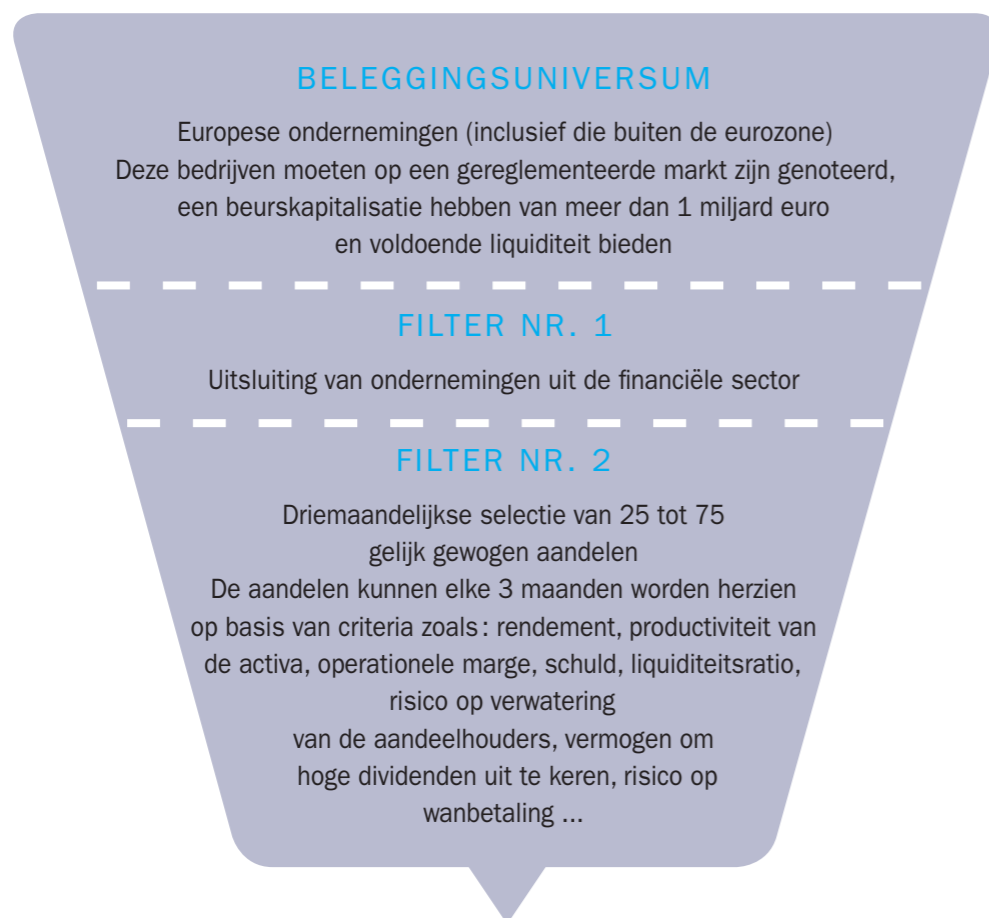 BELEGGINGSUNIVERSUM
Europese ondernemingen (inclusief die buiten de eurozone)
Deze bedrijven moeten op een gereglementeerde markt zijn genoteerd,
een beurskapitalisatie hebben van meer dan 1 miljard euro
en voldoende liquiditeit bieden
FILTER NR. 1
Uitsluiting van ondernemingen uit de financiële sector
FILTER NR. 2
Driemaandelijkse selectie van 25 tot 75
gelijk gewogen aandelen
De aandelen kunnen elke 3 maanden worden herzien
op basis van criteria zoals: rendement, productiviteit van
de activa, operationele marge, schuld, liquiditeitsratio,
risico op verwatering
van de aandeelhouders, vermogen om
hoge dividenden uit te keren, risico op
wanbetaling ...